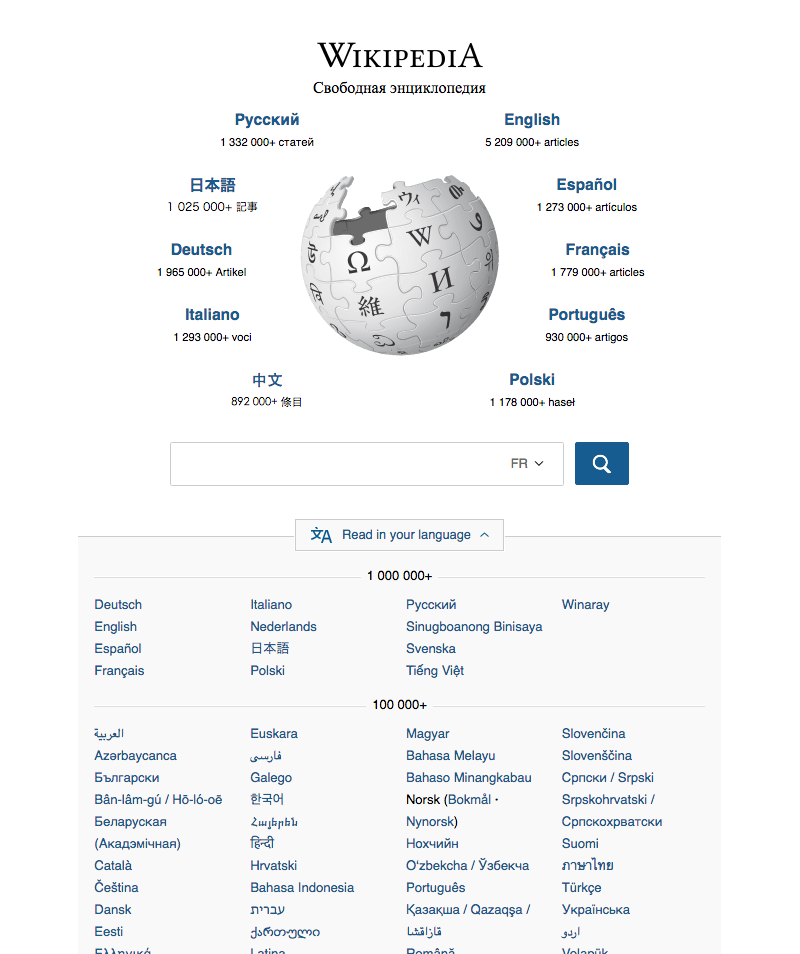 WIKIPEDIA
Свободная энциклопедия
Русский
1 332 000+ статей
English
5 209 000+ articles
日本語
1 025 000+ 記事
Español
1 273 000+ artículos
Deutsch
1 965 000+ Artikel
Français
1 779 000+ articles
Italiano
1 293 000+ voci
Português
930 000+ artigos
中文
892 000+ 條目
Polski
1 178 000+ haseł
Ω W И 維 ウィ 7
FR
Read in your language
1 000 000+
Deutsch
English
Español
Français
Italiano
Nederlands
日本語
Polski
Русский
Sinugboanong Binisaya
Svenska
Tiếng Việt
Winaray
100 000+
العربية
Azərbaycanca
Български
Bân-lâm-gú / Hō-ló-oē
Беларуская
(Акадэмічная)
Català
Čeština
Dansk
Eesti
Ελληνικά
Euskara
فارسی
Galego
한국어
Հայերեն
हिन्दी
Hrvatski
Bahasa Indonesia
עברית
ქართული
Latina
Magyar
Bahasa Melayu
Bahaso Minangkabau
Norsk (Bokmål ·
Nynorsk)
Нохчийн
Oʻzbekcha / Ўзбекча
Português
Қазақша / Qazaqşa /
قازاقشا
Română
Slovenčina
Slovenščina
Српски / Srpski
Srpskohrvatski /
Српскохрватски
Suomi
ภาษาไทย
Türkçe
Українська
اردو
Volapük